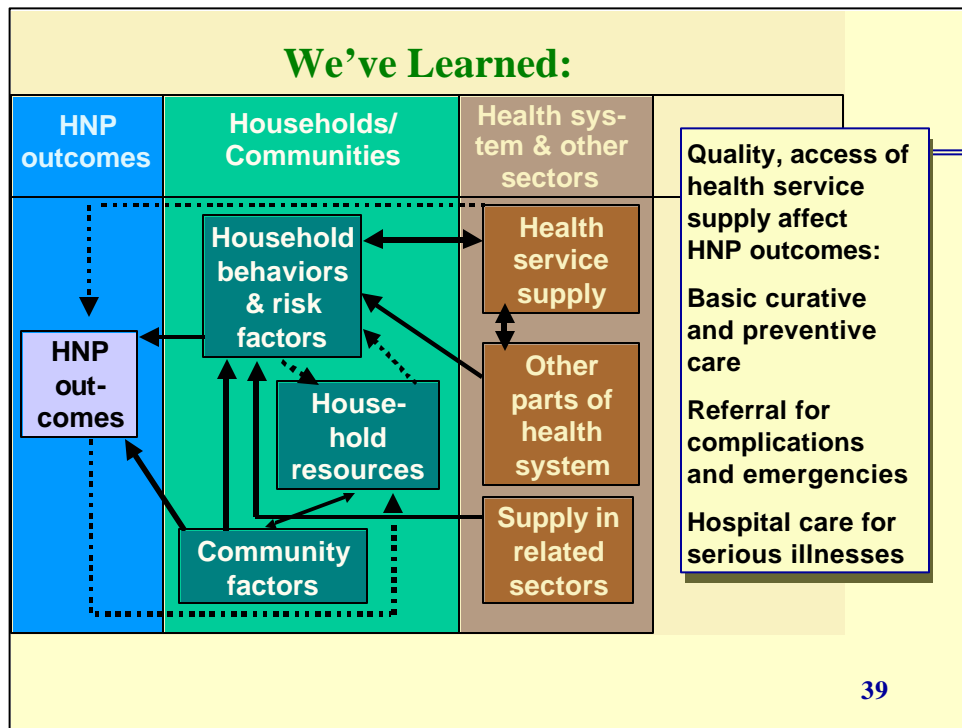 We've Learned:
HNP
outcomes
Households/
Communities
Health sys-
tem & other
sectors
Household
behaviors
& risk
factors
Health
service
supply
HNP
out-
comes
House-
hold
resources
Other
parts of
health
system
Community
factors
Supply in
related
sectors
Quality, access of
health service
supply affect
HNP outcomes:
Basic curative
and preventive
care
Referral for
complications
and emergencies
Hospital care for
serious illnesses
39